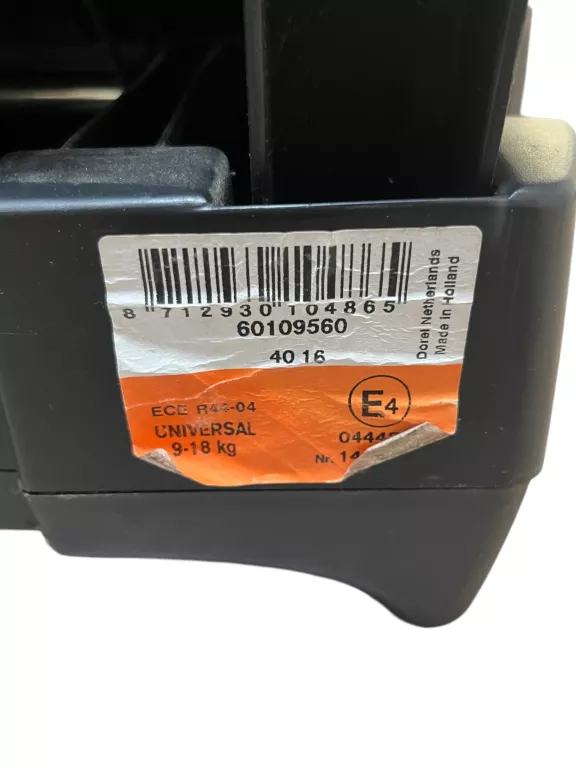 8 712930 104865
60109560
40 16
Dorel Netherlands
Made in Holland
ECE R44-04
UNIVERSAL
9-18 kg
E4
Nr.